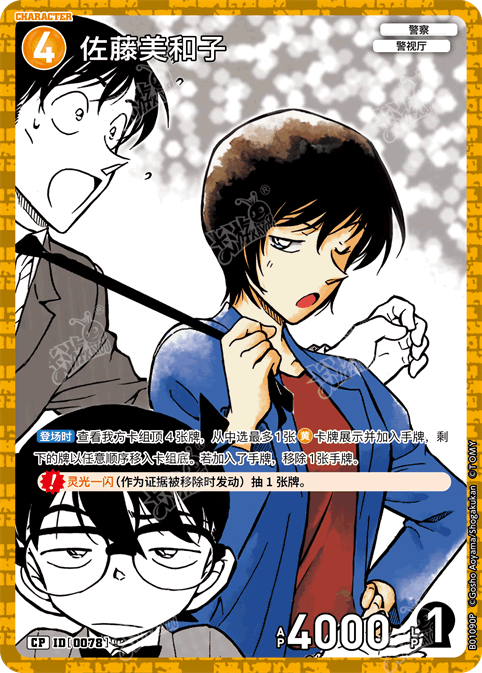 CHARACTER
4
佐藤美和子
警察
警视厅
登场时 查看我方卡组顶4张牌，从中选最多1张 黄 卡牌展示并加入手牌，剩
下的牌以任意顺序移入卡组底。若加入了手牌，移除1张手牌。
灵光一闪(作为证据被移除时发动) 抽1张牌。
CP ID[0078]
AP 4000
LP 1
B01090P ©Gosho Aoyama/Shogakukan ©TOMY